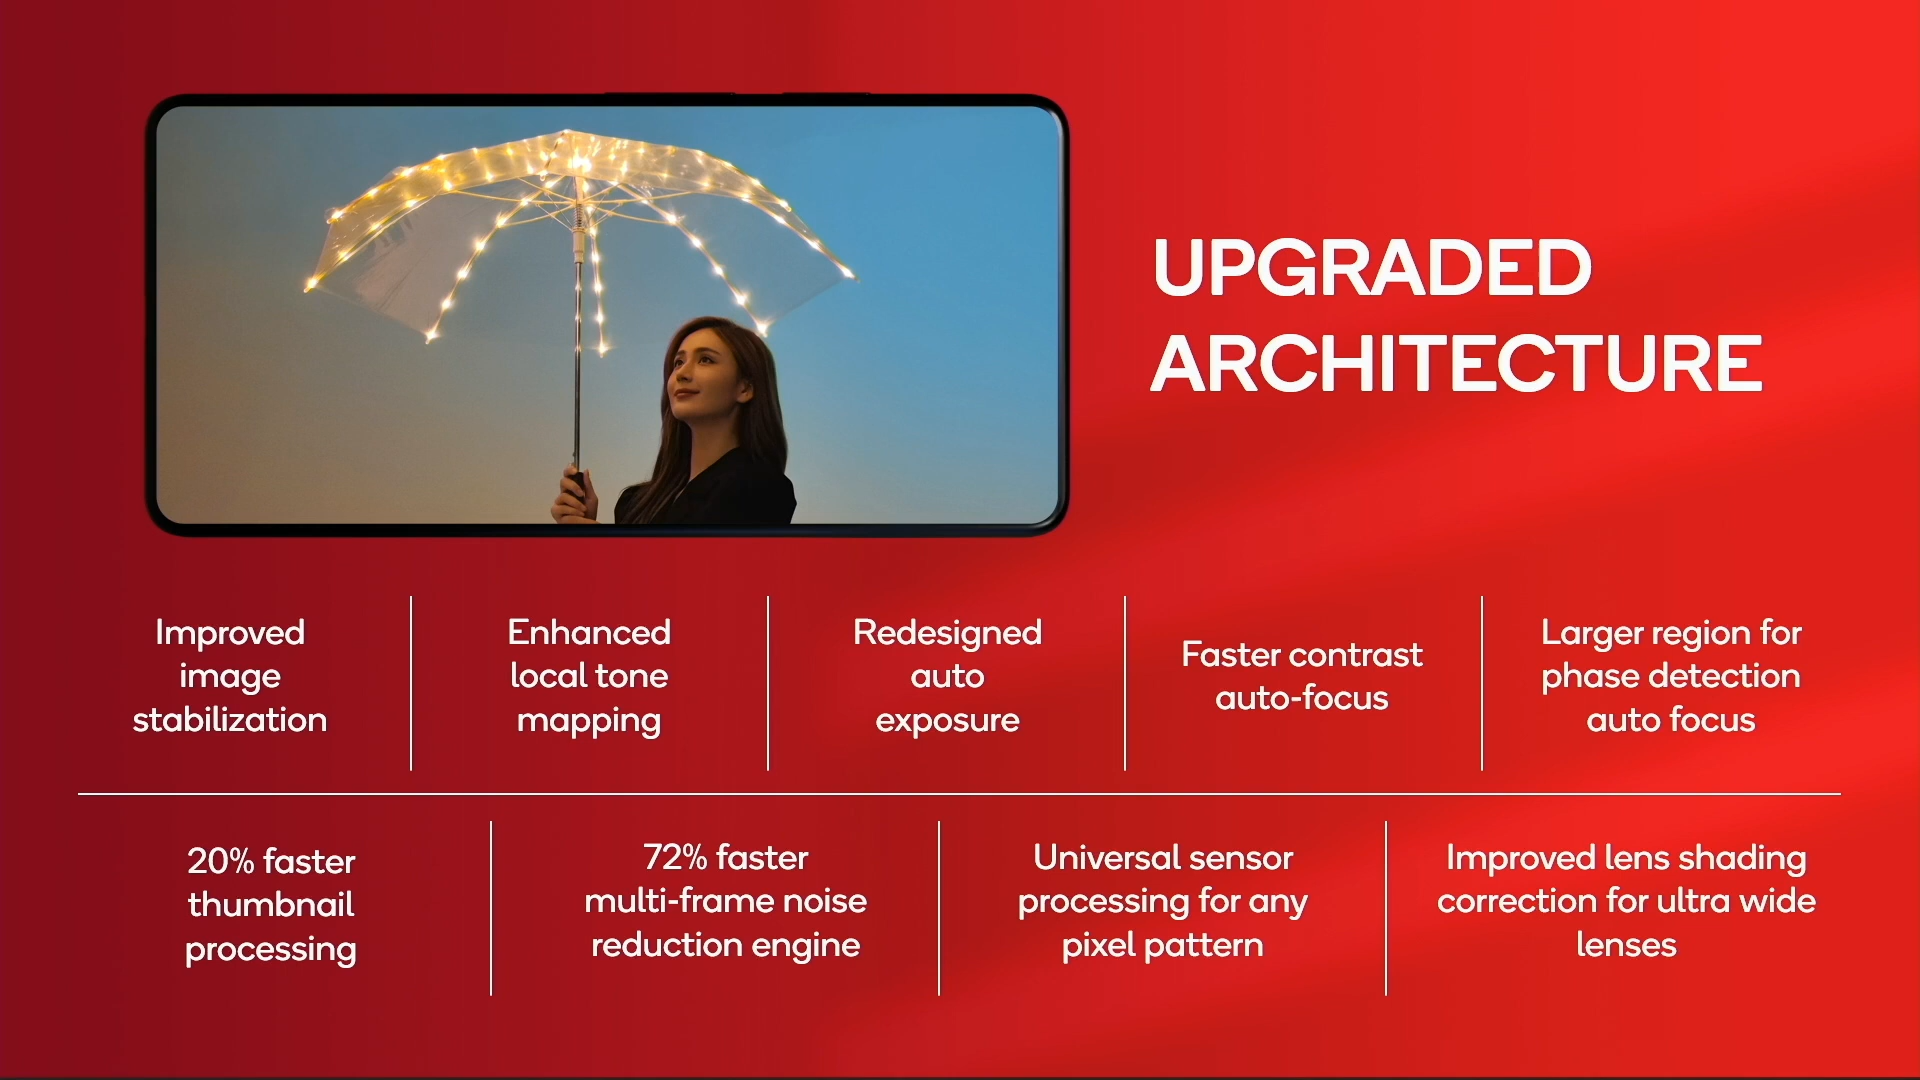 UPGRADED
ARCHITECTURE
Improved
image
stabilization
Enhanced
local tone
mapping
Redesigned
auto
exposure
Faster contrast
auto-focus
Larger region for
phase detection
auto focus
20% faster
thumbnail
processing
72% faster
multi-frame noise
reduction engine
Universal sensor
processing for any
pixel pattern
Improved lens shading
correction for ultra wide
lenses